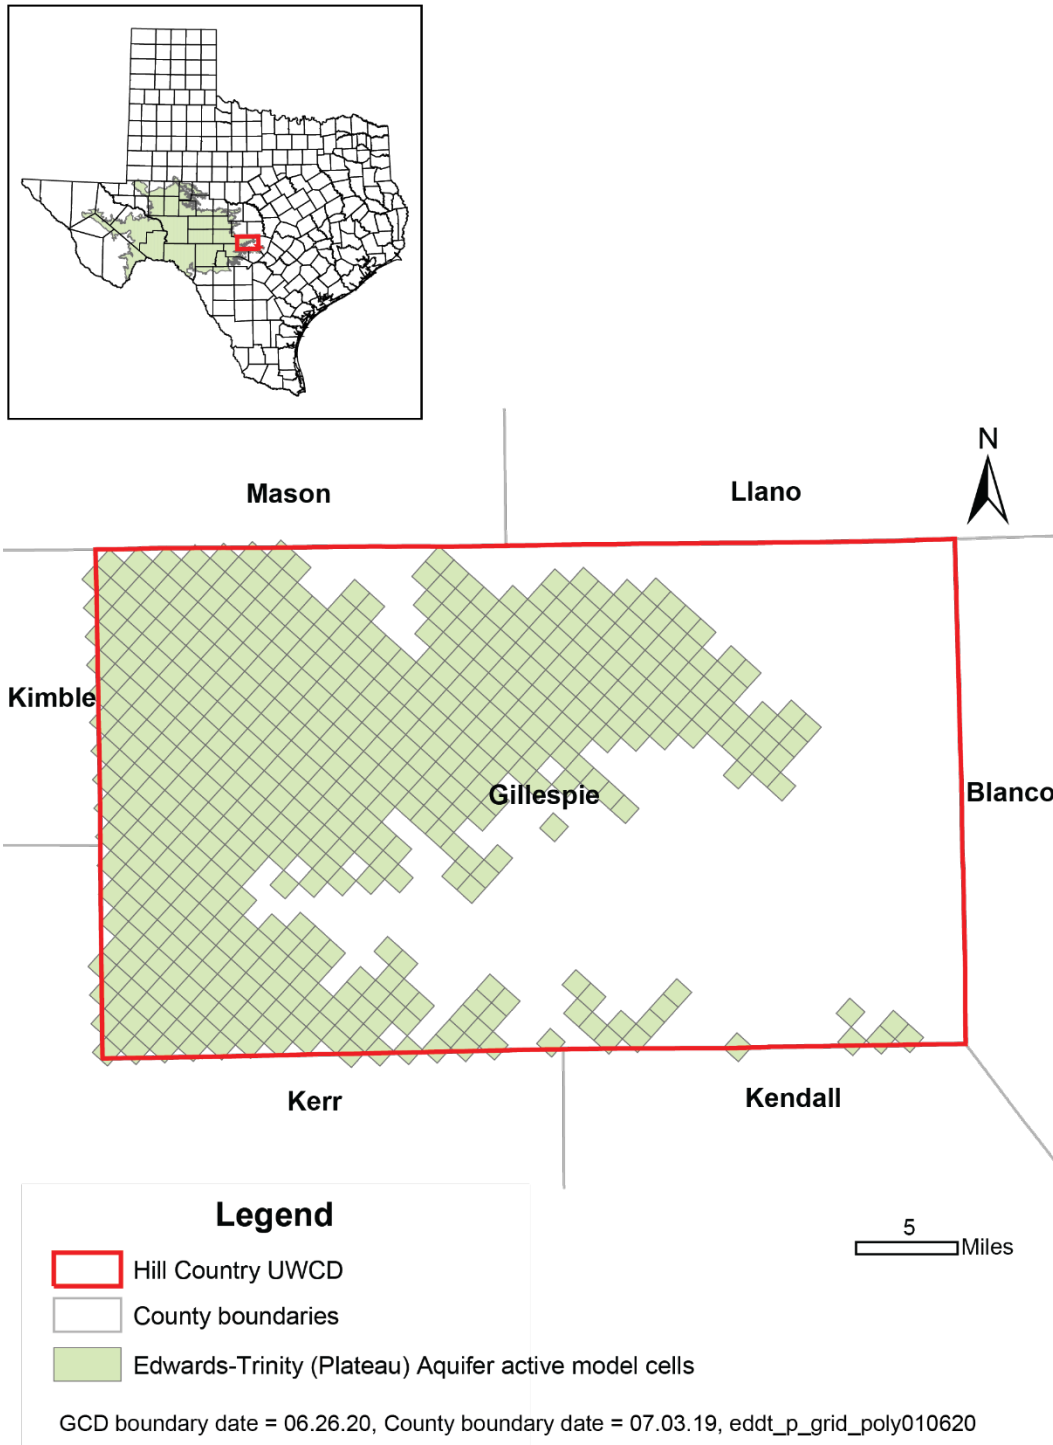 N
Mason
Llano
Kimble
Gillespie
Blanco
Kerr
Kendall
Legend
5
Miles
Hill Country UWCD
County boundaries
Edwards-Trinity (Plateau) Aquifer active model cells
GCD boundary date = 06.26.20, County boundary date = 07.03.19, eddt_p_grid_poly010620